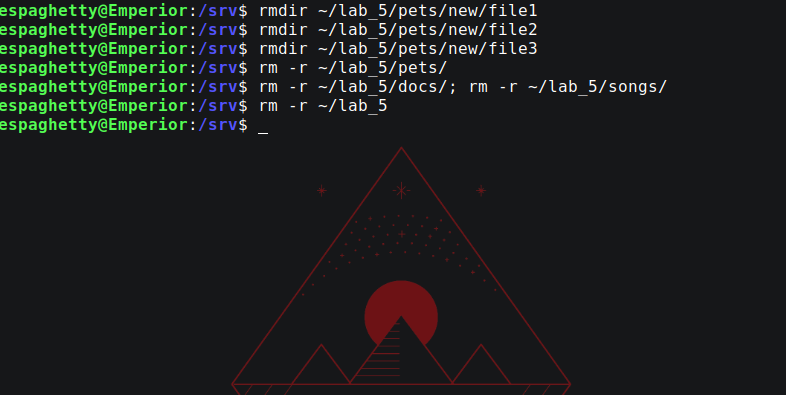 espaghetty@Emperior:/srv$ rmdir ~/lab_5/pets/new/file1
espaghetty@Emperior:/srv$ rmdir ~/lab_5/pets/new/file2
espaghetty@Emperior:/srv$ rmdir ~/lab_5/pets/new/file3
espaghetty@Emperior:/srv$ rm -r ~/lab_5/pets/
espaghetty@Emperior:/srv$ rm -r ~/lab_5/docs/; rm -r ~/lab_5/songs/
espaghetty@Emperior:/srv$ rm -r ~/lab_5
espaghetty@Emperior:/srv$ _